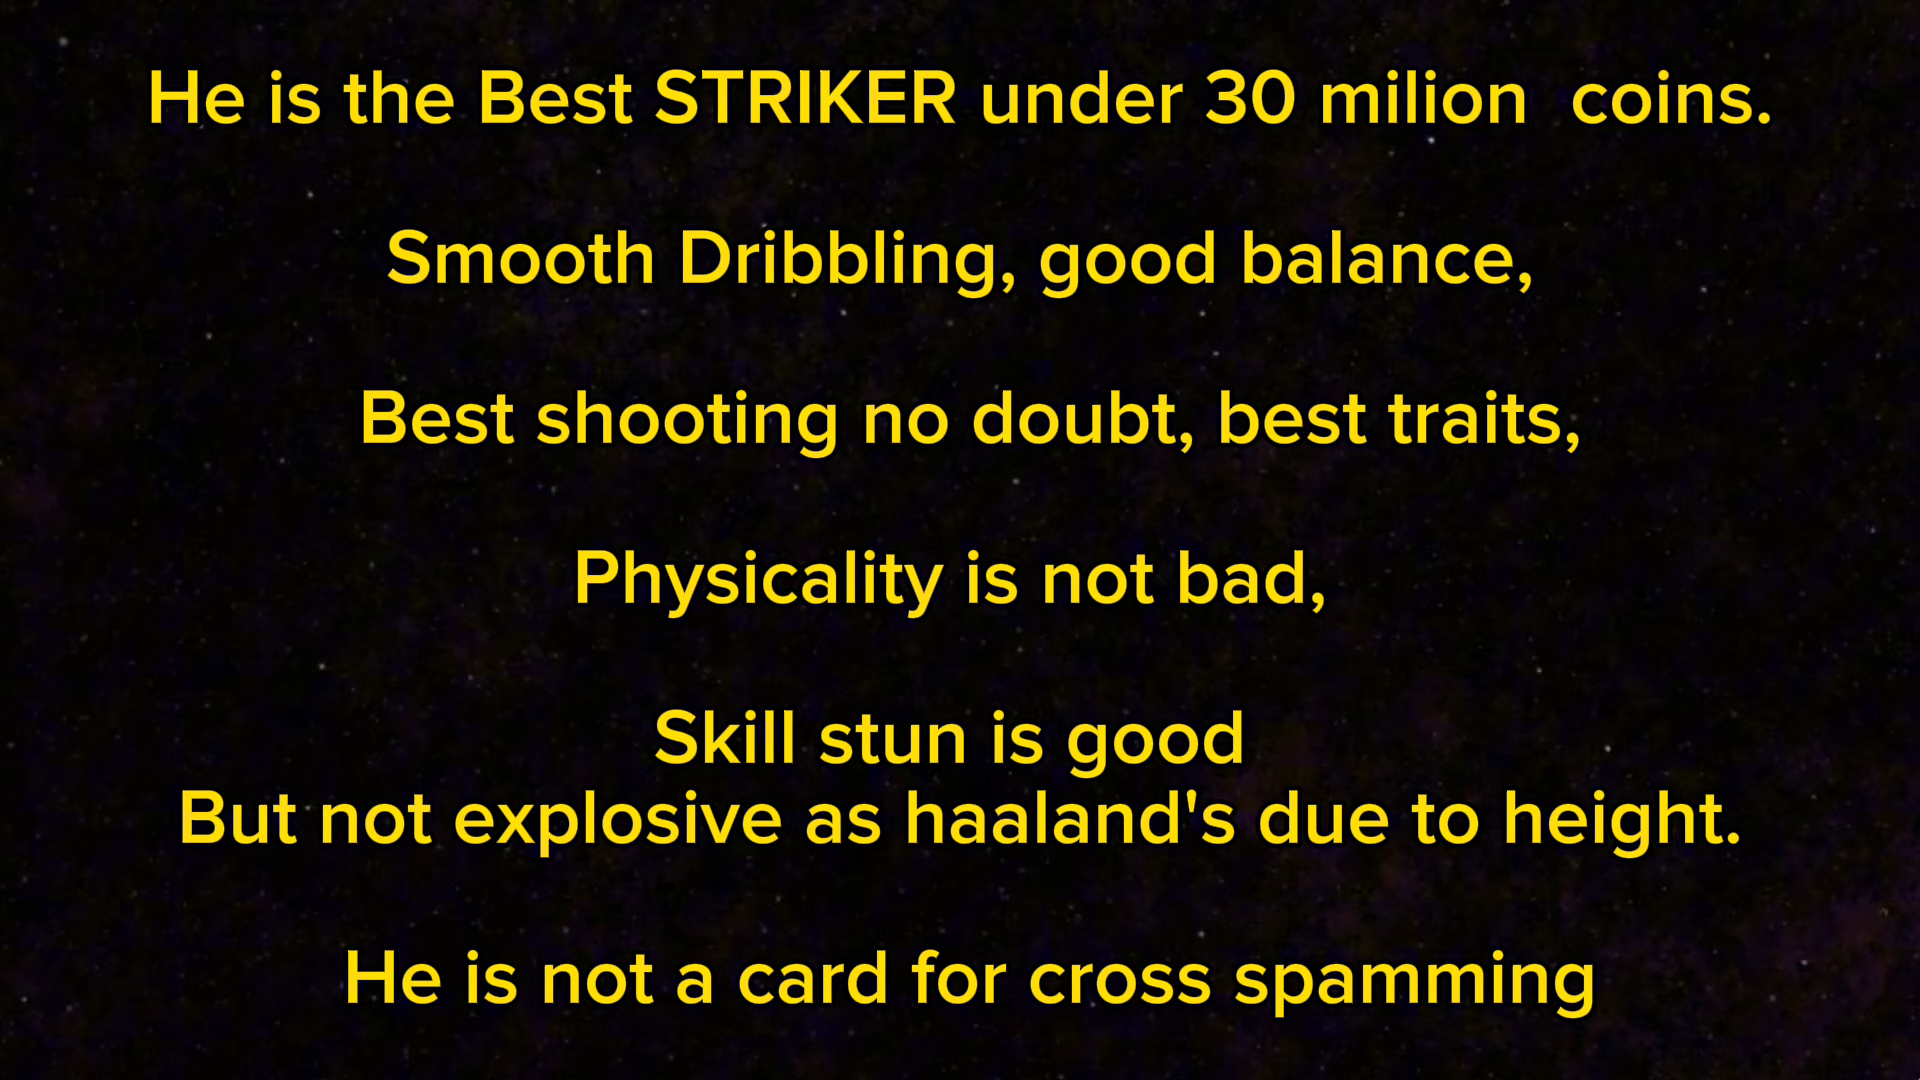 He is the Best STRIKER under 30 milion  coins.
Smooth Dribbling, good balance,
Best shooting no doubt, best traits,
Physicality is not bad,
Skill stun is good
But not explosive as haaland's due to height.
He is not a card for cross spamming